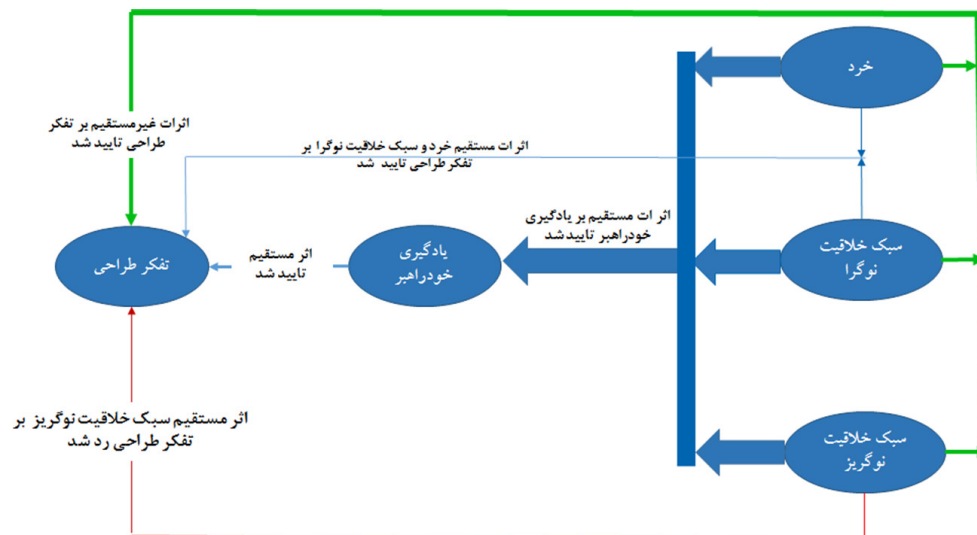 خرد
اثرات غیرمستقیم بر تفکر
طراحی تایید شد
اثر ات مستقیم خرد و سبک خلاقیت نوگرا بر
تفکر طراحی تایید شد
اثر ات مستقیم بر یادگیری
خودراهبر تایید شد
سبک خلاقیت
نوگرا
یادگیری
خودراهبر
اثر مستقیم
تایید شد
تفکر طراحی
سبک خلاقیت
نوگریز
اثر مستقیم سبک خلاقیت نوگریز بر
تفکر طراحی رد شد